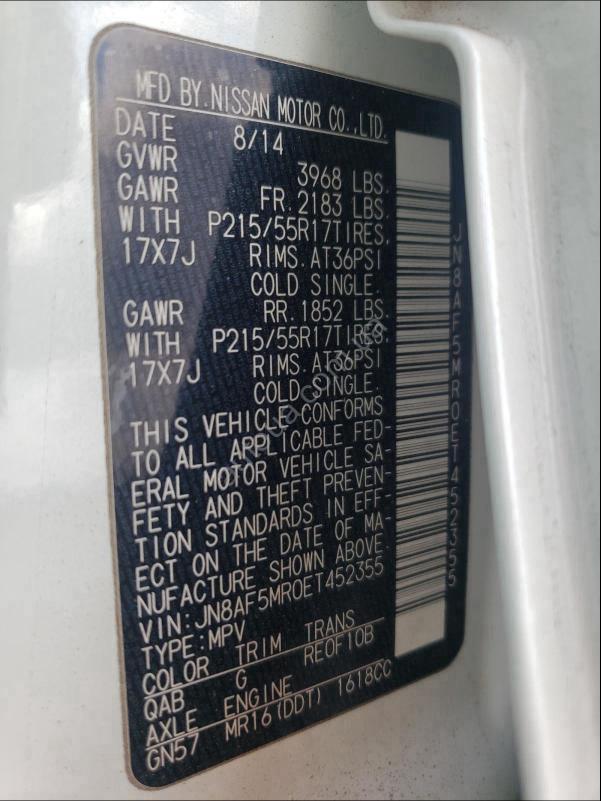 MFD BY.NISSAN MOTOR CO.,LTD.
DATE 8/14
GVWR 3968 LBS.
GAWR FR.2183 LBS.
WITH P215/55R17TIRES,
17X7J RIMS.AT36PSI
COLD SINGLE.
GAWR RR.1852 LBS.
WITH P215/55R17TIRES,
17X7J RIMS.AT36PSI
COLD SINGLE.
THIS VEHICLE CONFORMS
TO ALL APPLICABLE FED-
ERAL MOTOR VEHICLE SA-
FETY AND THEFT PREVEN-
TION STANDARDS IN EFF-
ECT ON THE DATE OF MA-
NUFACTURE SHOWN ABOVE.
VIN:JN8AF5MR0ET452355
TYPE:MPV
COLOR TRIM TRANS
QAB G RE0F10B
AXLE ENGINE
GN57 MR16(DDT) 1618CC
JN8AF5MR0ET452355